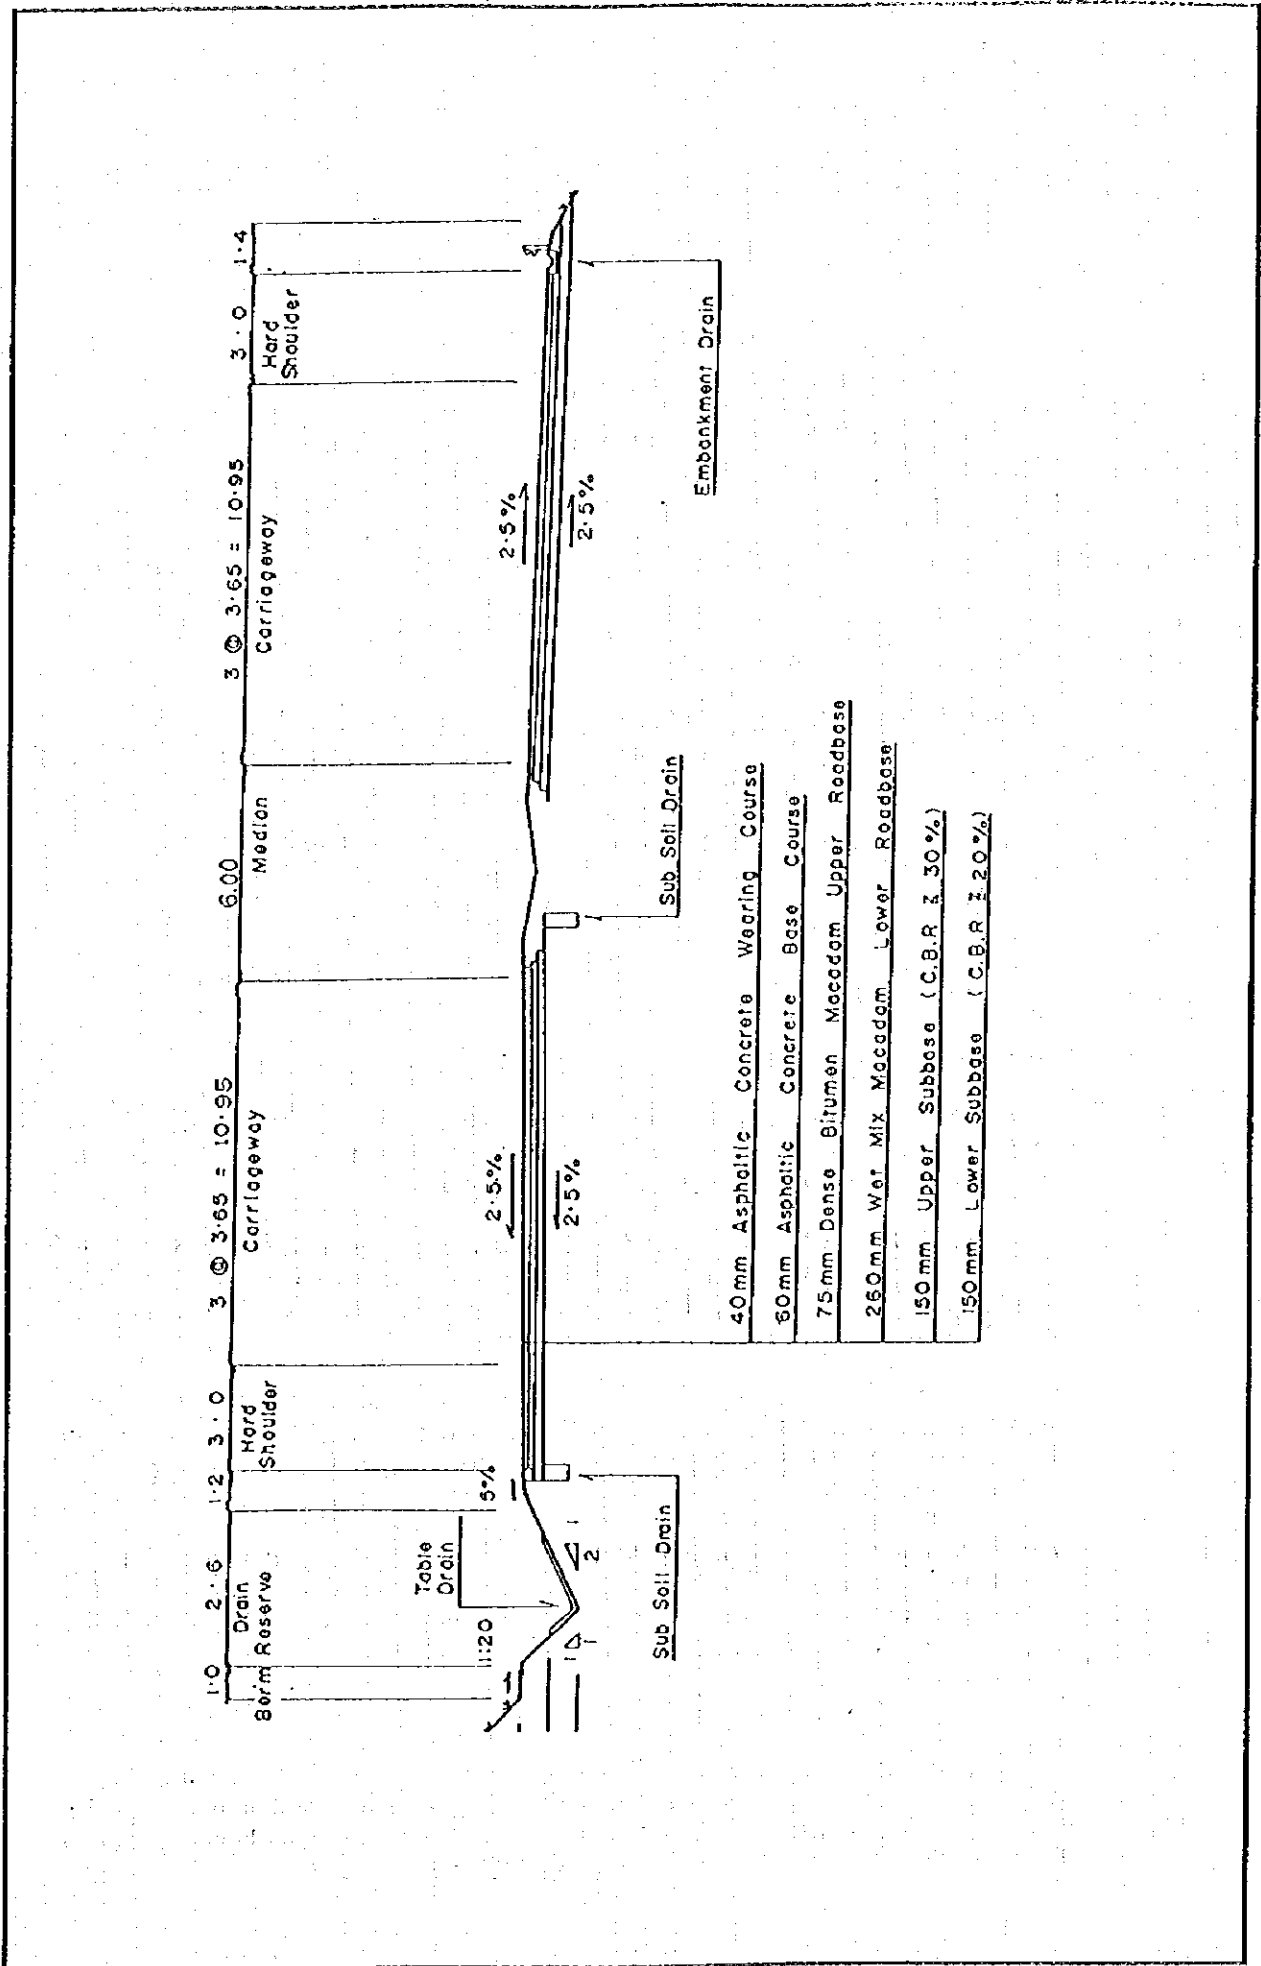 1·0 2·6 1·2 3·0 3 @ 3·65 = 10·95 6.00 3 @ 3·65 = 10·95 3·0 1·4
Berm Drain Reserve
Hard Shoulder
Carriageway
Median
Carriageway
Hard Shoulder
1:20
Table Drain
5%
2·5%
2·5%
2·5%
2·5%
1
1
2
1
Sub Soil Drain
Sub Soil Drain
Embankment Drain
40mm Asphaltic Concrete Wearing Course
60mm Asphaltic Concrete Base Course
75mm Dense Bitumen Macadam Upper Roadbase
260mm Wet Mix Macadam Lower Roadbase
150mm Upper Subbase (C.B.R ≥ 30%)
150mm Lower Subbase (C.B.R ≥ 20%)